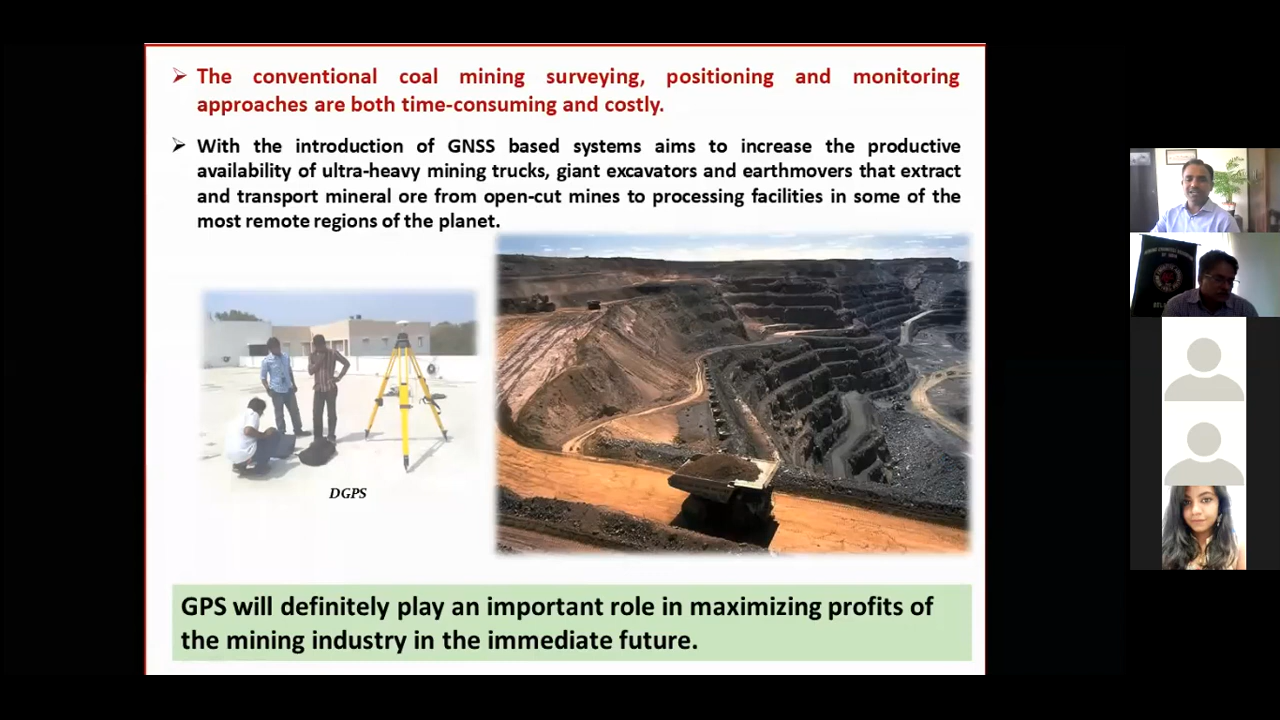 The conventional coal mining surveying, positioning and monitoring
approaches are both time-consuming and costly.
With the introduction of GNSS based systems aims to increase the productive
availability of ultra-heavy mining trucks, giant excavators and earthmovers that extract
and transport mineral ore from open-cut mines to processing facilities in some of the
most remote regions of the planet.
DGPS
GPS will definitely play an important role in maximizing profits of
the mining industry in the immediate future.